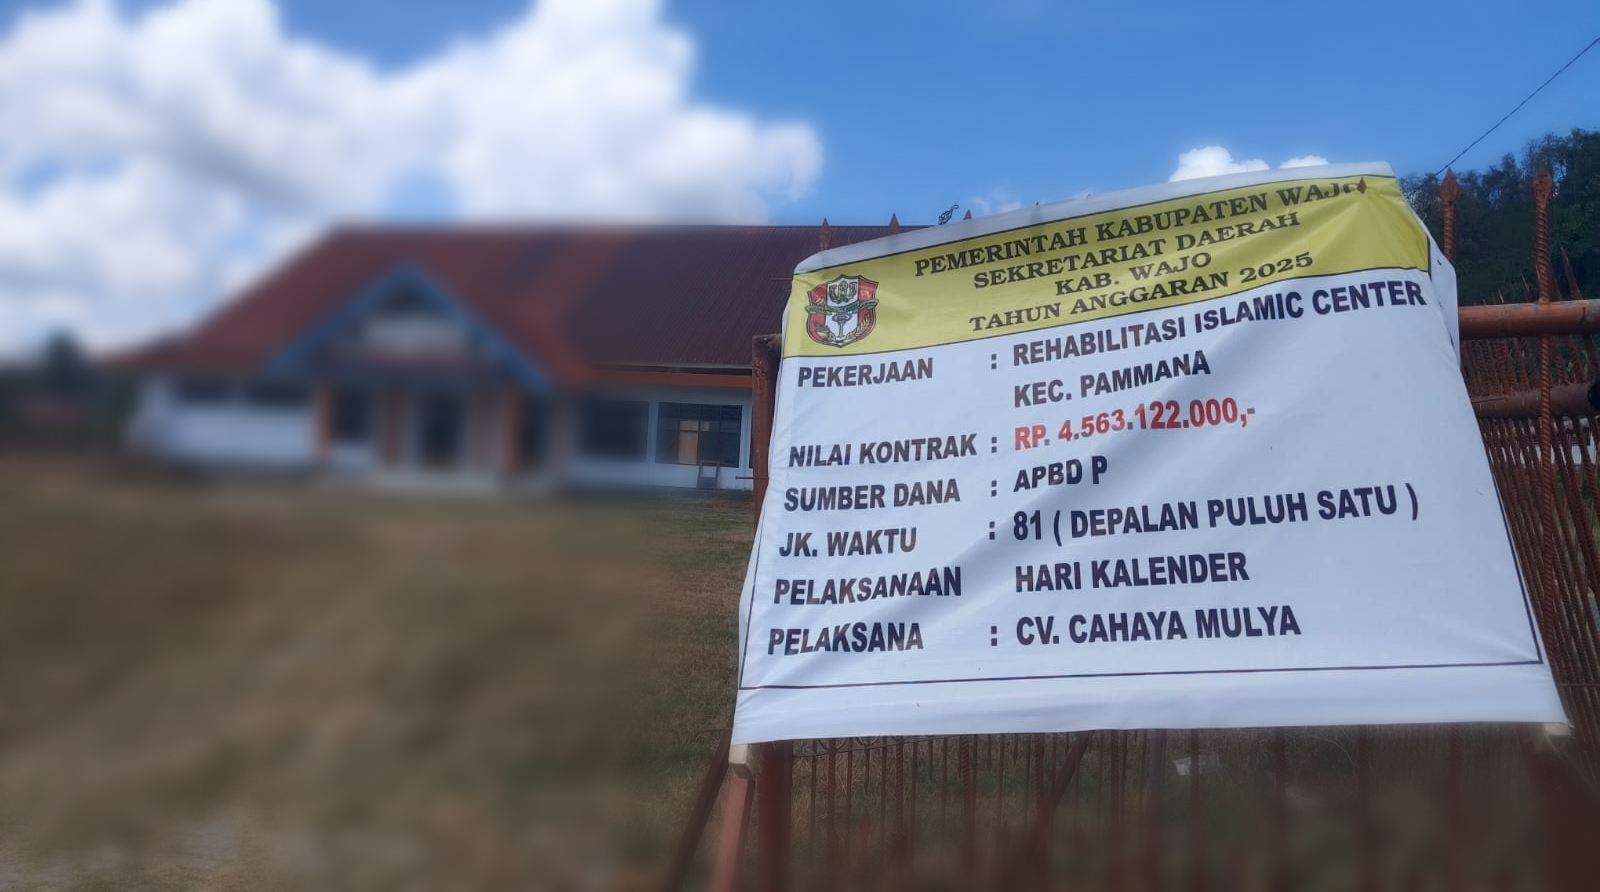 PEMERINTAH KABUPATEN WAJO
SEKRETARIAT DAERAH
KAB. WAJO
TAHUN ANGGARAN 2025
PEKERJAAN : REHABILITASI ISLAMIC CENTER
KEC. PAMMANA
NILAI KONTRAK : RP. 4.563.122.000,-
SUMBER DANA : APBD P
JK. WAKTU : 81 ( DEPALAN PULUH SATU )
PELAKSANAAN HARI KALENDER
PELAKSANA : CV. CAHAYA MULYA